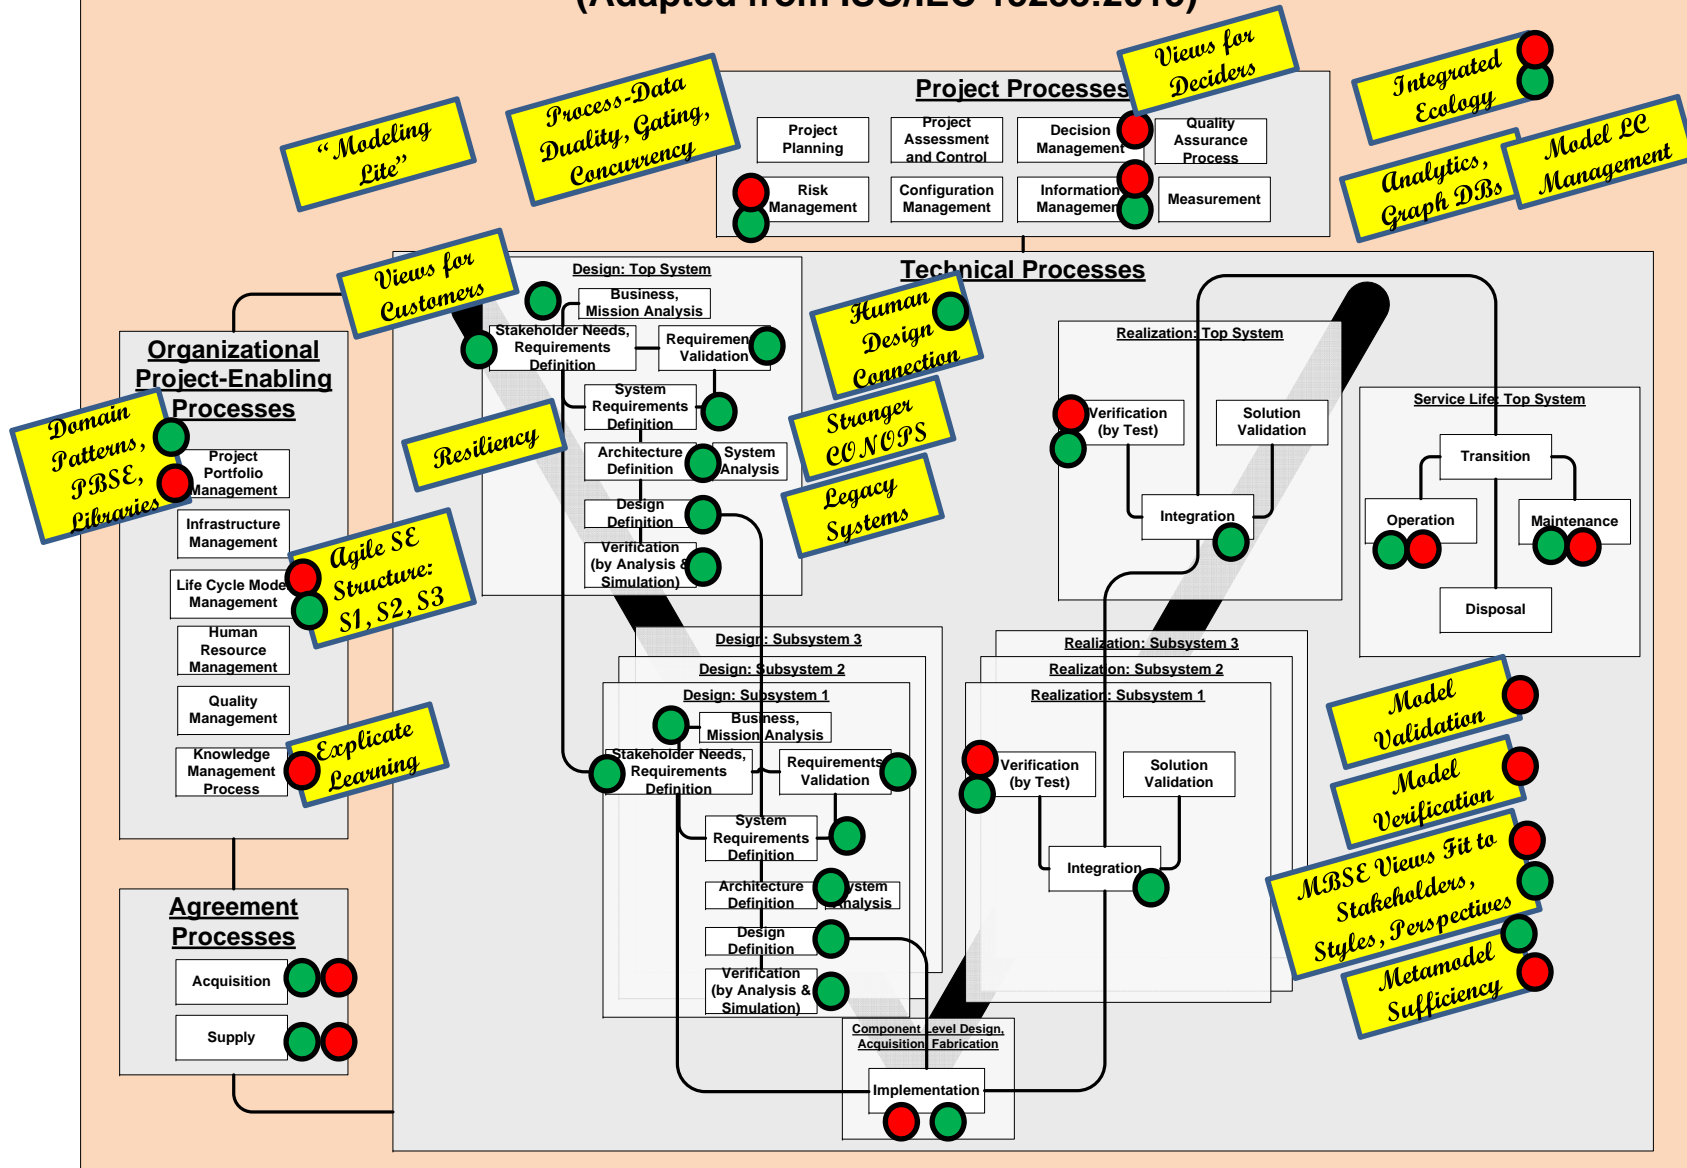 (Adapted from ISO/IEC 15288:2015)
Views for
Deciders
Integrated
Ecology
Process-Data
Duality, Gating,
Concurrency
"Modeling
Lite"
Project Processes
Project
Planning
Project
Assessment
and Control
Decision
Management
Quality
Assurance
Process
Risk
Management
Configuration
Management
Information
Management
Measurement
Analytics,
Graph DBs
Model LC
Management
Views for
Customers
Technical Processes
Design: Top System
Business,
Mission Analysis
Stakeholder Needs,
Requirements
Definition
Requiremen
Validation
System
Requirements
Definition
Architecture
Definition
System
Analysis
Design
Definition
Verification
(by Analysis &
Simulation)
Resiliency
Human
Design
Connection
Stronger
CONOPS
Legacy
Systems
Realization: Top System
Verification
(by Test)
Solution
Validation
Integration
Service Life: Top System
Transition
Operation
Maintenance
Disposal
Organizational
Project-Enabling
Processes
Domain
Patterns,
PBSE,
Libraries
Project
Portfolio
Management
Infrastructure
Management
Life Cycle Mode
Management
Human
Resource
Management
Quality
Management
Knowledge
Management
Process
Agile SE
Structure:
S1, S2, S3
Explicate
Learning
Agreement
Processes
Acquisition
Supply
Design: Subsystem 3
Design: Subsystem 2
Design: Subsystem 1
Business,
Mission Analysis
Stakeholder Needs,
Requirements
Definition
Requirements
Validation
System
Requirements
Definition
Architecture
Definition
ystem
Analysis
Design
Definition
Verification
(by Analysis &
Simulation)
Realization: Subsystem 3
Realization: Subsystem 2
Realization: Subsystem 1
Verification
(by Test)
Solution
Validation
Integration
Component Level Design,
Acquisition, Fabrication
Implementation
Model
Validation
Model
Verification
MBSE Views Fit to
Stakeholders,
Styles, Perspectives
Metamodel
Sufficiency